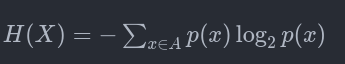 H(X) = − ∑_{x∈A} p(x) log₂ p(x)